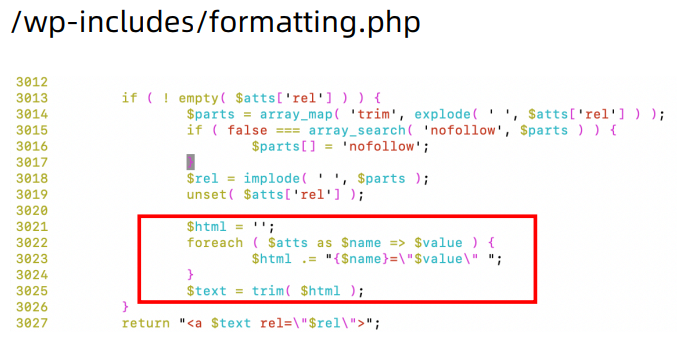 /wp-includes/formatting.php
3012
3013 if ( ! empty( $atts['rel'] ) ) {
3014 $parts = array_map( 'trim', explode( ' ', $atts['rel'] ) );
3015 if ( false === array_search( 'nofollow', $parts ) ) {
3016 $parts[] = 'nofollow';
3017 }
3018 $rel = implode( ' ', $parts );
3019 unset( $atts['rel'] );
3020
3021 $html = '';
3022 foreach ( $atts as $name => $value ) {
3023 $html .= "{$name}=\"$value\" ";
3024 }
3025 $text = trim( $html );
3026 }
3027 return "<a $text rel=\"$rel\">";